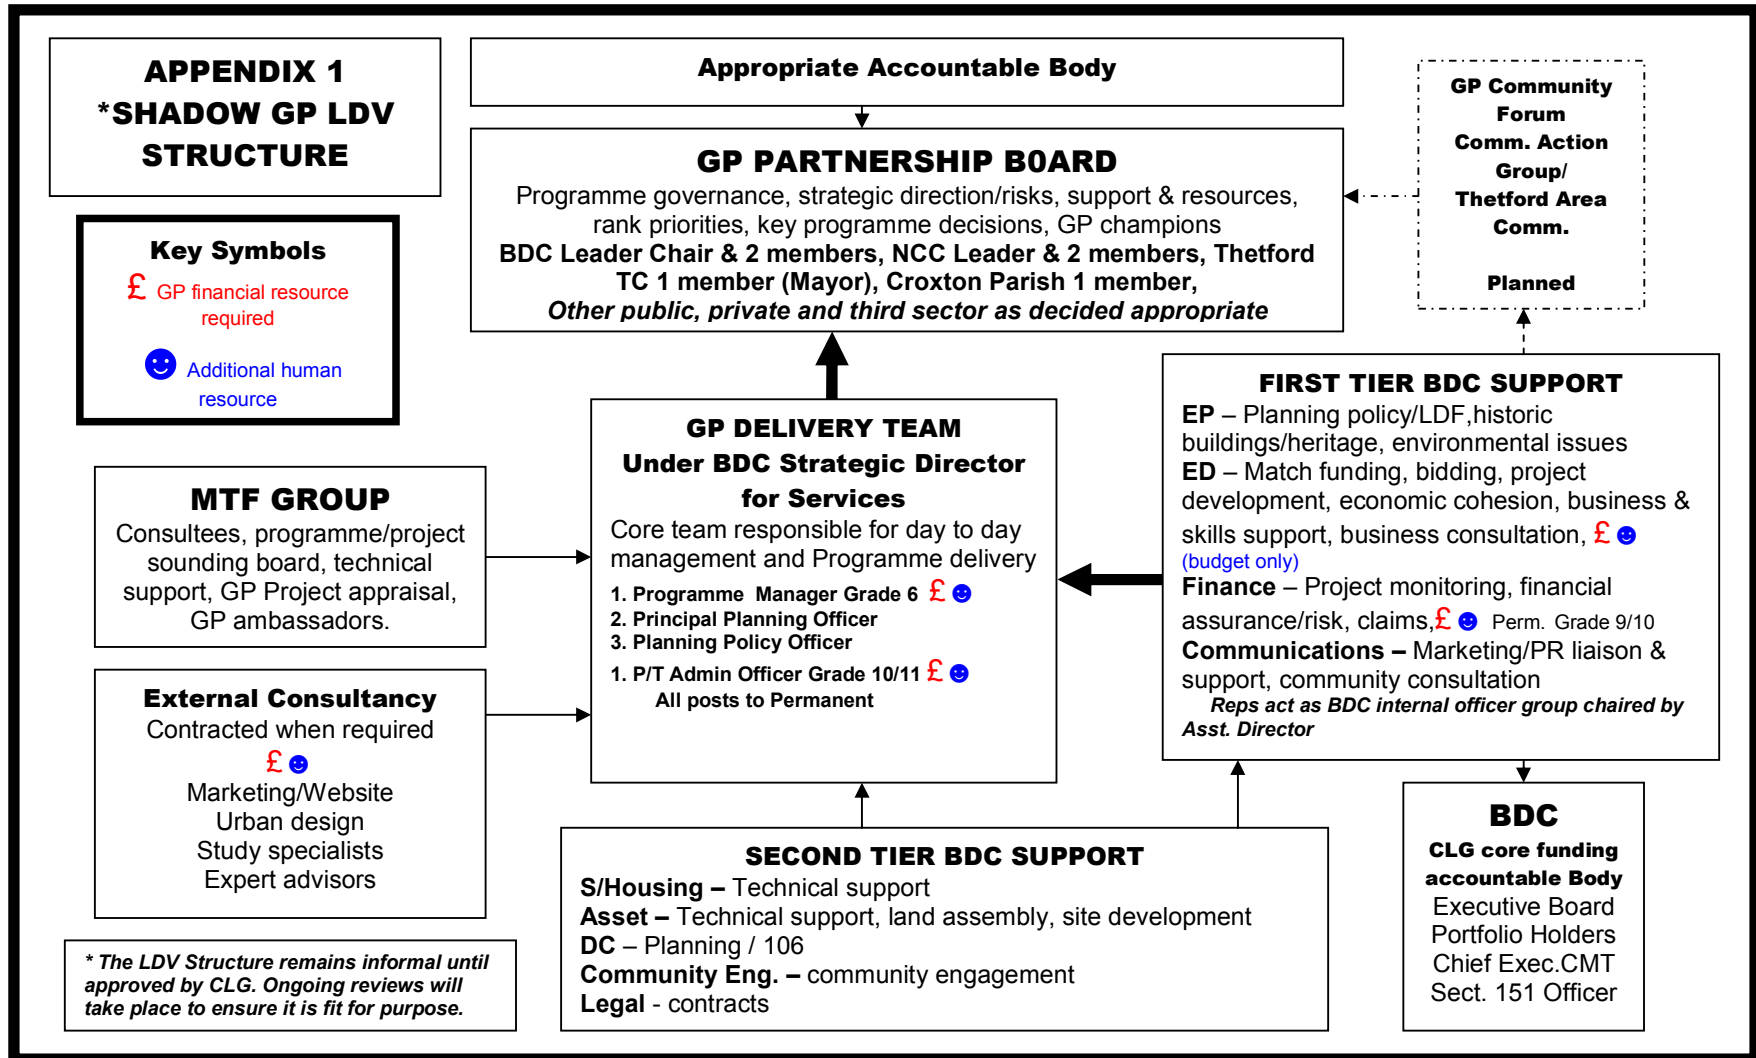 APPENDIX 1
*SHADOW GP LDV
STRUCTURE
Appropriate Accountable Body
GP Community
Forum
Comm. Action
Group/
Thetford Area
Comm.
Planned
GP PARTNERSHIP B0ARD
Programme governance, strategic direction/risks, support & resources,
rank priorities, key programme decisions, GP champions
BDC Leader Chair & 2 members, NCC Leader & 2 members, Thetford
TC 1 member (Mayor), Croxton Parish 1 member,
Other public, private and third sector as decided appropriate
Key Symbols
£ GP financial resource
required
☻ Additional human
resource
MTF GROUP
Consultees, programme/project
sounding board, technical
support, GP Project appraisal,
GP ambassadors.
External Consultancy
Contracted when required
£ ☻
Marketing/Website
Urban design
Study specialists
Expert advisors
* The LDV Structure remains informal until
approved by CLG. Ongoing reviews will
take place to ensure it is fit for purpose.
GP DELIVERY TEAM
Under BDC Strategic Director
for Services
Core team responsible for day to day
management and Programme delivery
1. Programme Manager Grade 6 £ ☻
2. Principal Planning Officer
3. Planning Policy Officer
1. P/T Admin Officer Grade 10/11 £ ☻
All posts to Permanent
FIRST TIER BDC SUPPORT
EP – Planning policy/LDF,historic
buildings/heritage, environmental issues
ED – Match funding, bidding, project
development, economic cohesion, business &
skills support, business consultation, £ ☻
(budget only)
Finance – Project monitoring, financial
assurance/risk, claims,£ ☻ Perm. Grade 9/10
Communications – Marketing/PR liaison &
support, community consultation
Reps act as BDC internal officer group chaired by
Asst. Director
SECOND TIER BDC SUPPORT
S/Housing – Technical support
Asset – Technical support, land assembly, site development
DC – Planning / 106
Community Eng. – community engagement
Legal - contracts
BDC
CLG core funding
accountable Body
Executive Board
Portfolio Holders
Chief Exec.CMT
Sect. 151 Officer